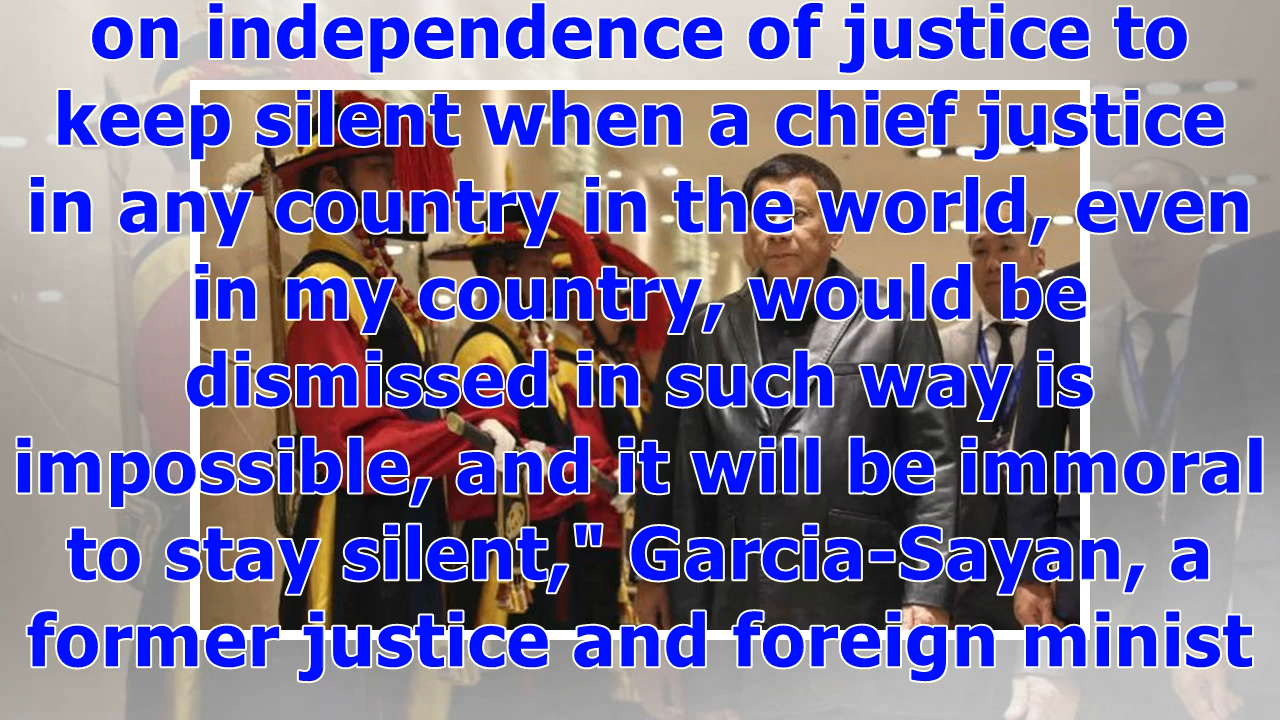 on independence of justice to
keep silent when a chief justice
in any country in the world, even
in my country, would be
dismissed in such way is
impossible, and it will be immoral
to stay silent," Garcia-Sayan, a
former justice and foreign minist